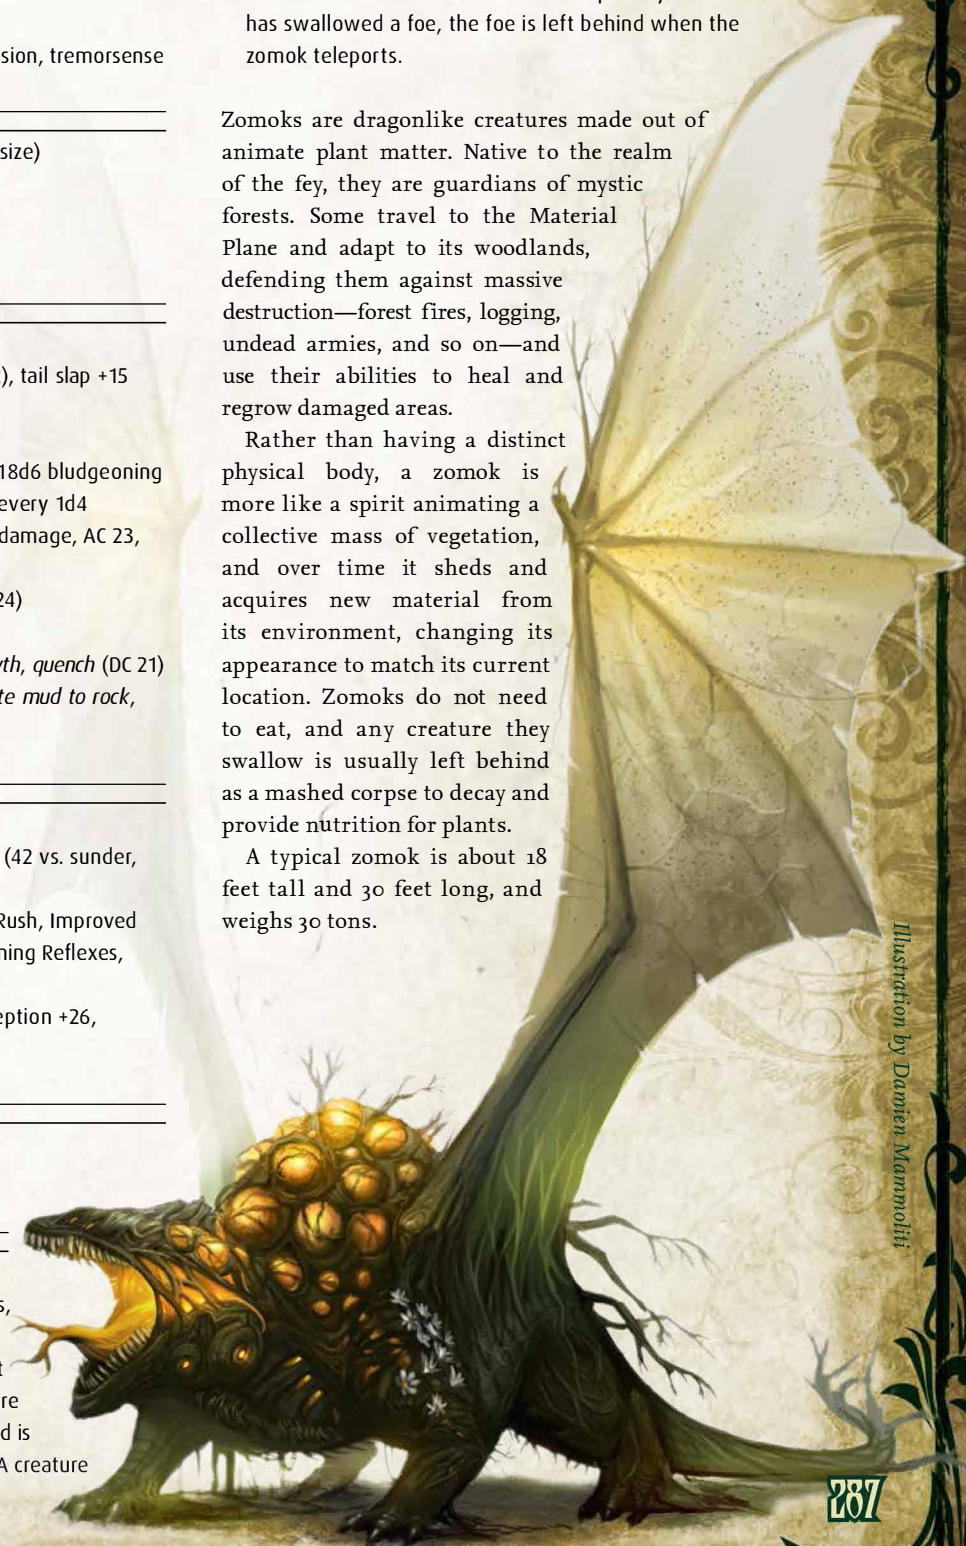 sion, tremorsense
size)
), tail slap +15
18d6 bludgeoning
every 1d4
damage, AC 23,
24)
th, quench (DC 21)
te mud to rock,
(42 vs. sunder,
Rush, Improved
ning Reflexes,
eption +26,
s,
t
re
d is
A creature
has swallowed a foe, the foe is left behind when the
zomok teleports.
Zomoks are dragonlike creatures made out of
animate plant matter. Native to the realm
of the fey, they are guardians of mystic
forests. Some travel to the Material
Plane and adapt to its woodlands,
defending them against massive
destruction—forest fires, logging,
undead armies, and so on—and
use their abilities to heal and
regrow damaged areas.
Rather than having a distinct
physical body, a zomok is
more like a spirit animating a
collective mass of vegetation,
and over time it sheds and
acquires new material from
its environment, changing its
appearance to match its current
location. Zomoks do not need
to eat, and any creature they
swallow is usually left behind
as a mashed corpse to decay and
provide nutrition for plants.
A typical zomok is about 18
feet tall and 30 feet long, and
weighs 30 tons.
Illustration by Damien Mammoliti
287